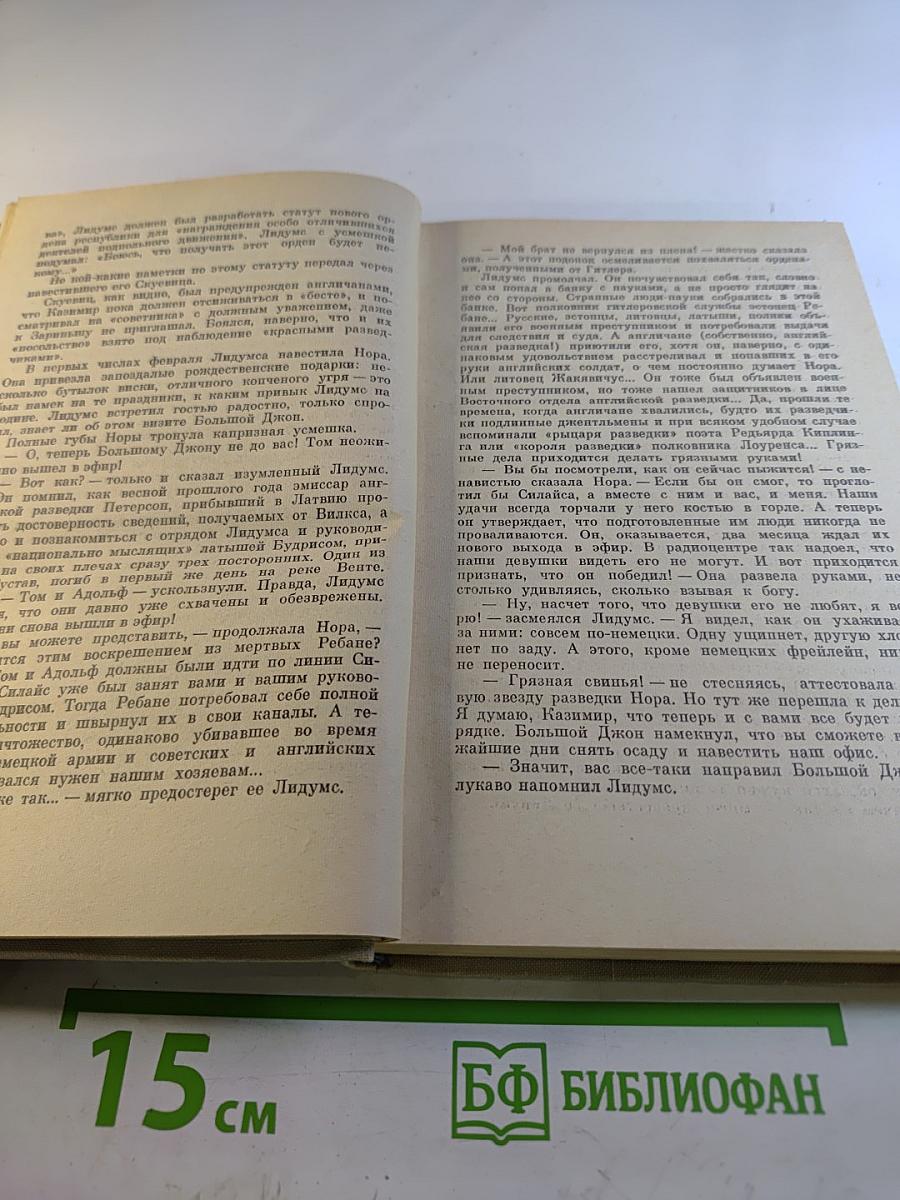 ва», Лидумс должен был разработать статут нового ор-
дена республики для «награждения особо отличившихся
деятелей подпольного движения». Лидумс с усмешкой
подумал: «Боюсь, что получать этот орден будет не-
кому...»
Но кой-какие наметки по этому статуту передал через
навестившего его Скуевица.
Скуевиц, как видно, был предупрежден англичанами,
что Казимир пока должен отсиживаться в «бесте», и по-
сматривал на «советника» с должным уважением, даже
к Зариньшу не приглашал. Боялся, наверно, что и их
«посольство» взято под наблюдение «красными развед-
чиками».
В первых числах февраля Лидумса навестила Нора.
Она привезла запоздалые рождественские подарки: не-
сколько бутылок виски, отличного копченого угря — это
был намек на те праздники, к каким привык Лидумс на
родине. Лидумс встретил гостью радостно, только спро-
л, знает ли об этом визите Большой Джон.
Полные губы Норы тронула капризная усмешка.
— О, теперь Большому Джону не до вас! Том неожи-
но вышел в эфир!
— Вот как? — только и сказал изумленный Лидумс.
Он помнил, как весной прошлого года эмиссар анг-
кой разведки Петерсон, прибывший в Латвию про-
ть достоверность сведений, получаемых от Вилкса, а
о и познакомиться с отрядом Лидумса и руководи-
«национально мыслящих» латышей Будрисом, при-
на своих плечах сразу трех посторонних. Один из
устав, погиб в первый же день на реке Венте.
— Том и Адольф — ускользнули. Правда, Лидумс
я, что они давно уже схвачены и обезврежены.
ни снова вышли в эфир!
вы можете представить, — продолжала Нора, —
ится этим воскрешением из мертвых Ребане?
ом и Адольф должны были идти по линии Си-
Силайс уже был занят вами и вашим руково-
дрисом. Тогда Ребане потребовал себе полной
ьности и швырнул их в свои каналы. А те-
ичтожество, одинаково убивавшее во время
емецкой армии и советских и английских
зался нужен нашим хозяевам...
же так... — мягко предостерег ее Лидумс.
— Мой брат не вернулся из плена! — жестко сказала
она. — А этот подонок осмеливается похваляться ордена-
ми, полученными от Гитлера.
Лидумс промолчал. Он почувствовал себя так, словно
и сам попал в банку с пауками, а не просто глядит на
нее со стороны. Странные люди-пауки собрались в этой
банке. Вот полковник гитлеровской службы эстонец Ре-
бане... Русские, эстонцы, литовцы, латыши, поляки объ-
явили его военным преступником и потребовали выдачи
для следствия и суда. А англичане (собственно, англий-
ская разведка!) приютили его, хотя он, наверно, с оди-
наковым удовольствием расстреливал и попавших в его
руки английских солдат, о чем постоянно думает Нора.
Или литовец Жакявичус... Он тоже был объявлен воен-
ным преступником, но тоже нашел защитников в лице
Восточного отдела английской разведки... Да, прошли те
времена, когда англичане хвалились, будто их разведчи-
ки подлинные джентльмены и при всяком удобном случае
вспоминали «рыцаря разведки» поэта Редьярда Киплин-
га или «короля разведки» полковника Лоуренса... Гряз-
ные дела приходится делать грязными руками!
— Вы бы посмотрели, как он сейчас пыжится! — с не-
навистью сказала Нора. — Если бы он смог, то прогло-
тил бы Силайса, а вместе с ним и вас, и меня. Наши
удачи всегда торчали у него костью в горле. А теперь
он утверждает, что подготовленные им люди никогда не
проваливаются. Он, оказывается, два месяца ждал их
нового выхода в эфир. В радиоцентре так надоел, что
наши девушки видеть его не могут. И вот приходится
признать, что он победил! — Она развела руками, не
столько удивляясь, сколько взывая к богу.
— Ну, насчет того, что девушки его не любят, я ве
рю! — засмеялся Лидумс. — Я видел, как он ухажива
за ними: совсем по-немецки. Одну ущипнет, другую хло
нет по заду. А этого, кроме немецких фрейлейн, ни
не переносит.
— Грязная свинья! — не стесняясь, аттестовала
вую звезду разведки Нора. Но тут же перешла к дел
Я думаю, Казимир, что теперь и с вами все будет
рядке. Большой Джон намекнул, что вы сможете в
жайшие дни снять осаду и навестить наш офис.
— Значит, вас все-таки направил Большой Дж
лукаво напомнил Лидумс.
15 см
БФ БИБЛИОФАН